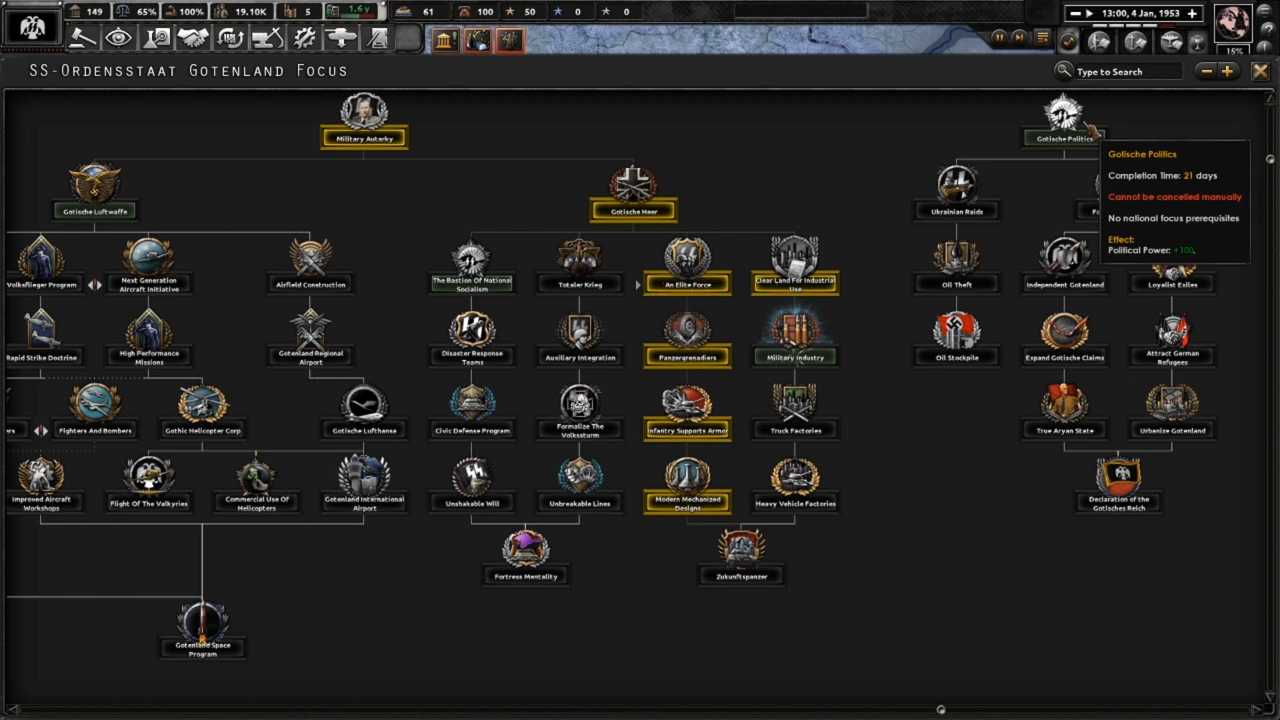 149 65% 100% 19.10K 5 1.6 y 61 100 50 0 0
13:00, 4 Jan, 1953
15%
SS-Ordensstaat Gotenland Focus
Type to Search
Military Autarky
Gotische Politics
Gotische Politics
Completion Time: 21 days
Cannot be cancelled manually
No national focus prerequisites
Effect:
Political Power: +100.
Gotische Luftwaffe
Gotische Heer
Ukrainian Raids
Volksflieger Program
Next Generation Aircraft Initiative
Airfield Construction
The Bastion Of National Socialism
Totaler Krieg
An Elite Force
Clear Land For Industrial Use
Oil Theft
Independent Gotenland
Loyalist Exiles
Rapid Strike Doctrine
High Performance Missions
Gotenland Regional Airport
Disaster Response Teams
Auxiliary Integration
Panzergrenadiers
Military Industry
Oil Stockpile
Expand Gotische Claims
Attract German Refugees
Fighters And Bombers
Gothic Helicopter Corp
Gotische Lufthansa
Civic Defense Program
Formalize The Volkssturm
Infantry Supports Armor
Truck Factories
True Aryan State
Urbanize Gotenland
Improved Aircraft Workshops
Flight Of The Valkyries
Commercial Use Of Helicopters
Gotenland International Airport
Unshakable Will
Unbreakable Lines
Modern Mechanized Designs
Heavy Vehicle Factories
Declaration of the Gotisches Reich
Fortress Mentality
Zukunftspanzer
Gotenland Space Program